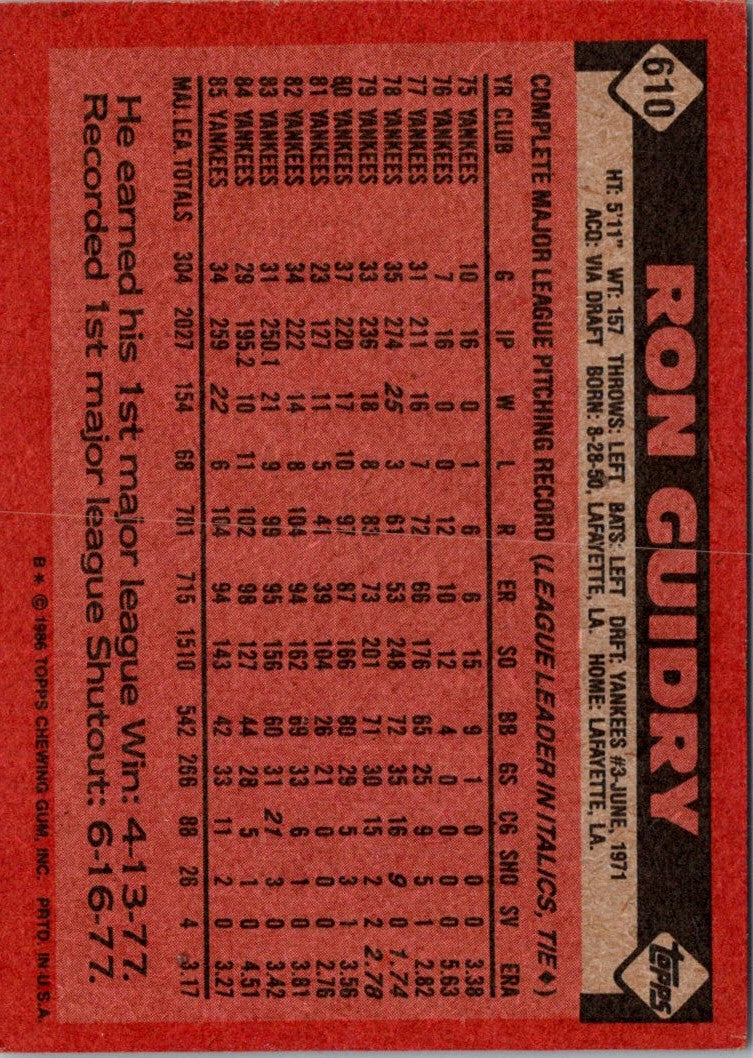 610 RON GUIDRY topps
HT: 5'11" WT: 157 THROWS: LEFT BATS: LEFT DRFT: YANKEES #3-JUNE, 1971
ACQ: VIA DRAFT BORN: 8-28-50, LAFAYETTE, LA. HOME: LAFAYETTE, LA.
COMPLETE MAJOR LEAGUE PITCHING RECORD (LEAGUE LEADER IN ITALICS, TIE♦)
YR CLUB G IP W L R ER SO BB GS CG SHO SV ERA
75 YANKEES 10 16 0 1 6 6 15 9 1 0 0 0 3.38
76 YANKEES 7 16 0 0 12 10 12 4 0 0 0 0 5.63
77 YANKEES 31 211 16 7 72 66 176 65 25 9 5 1 2.82
78 YANKEES 35 274 25 3 61 53 248 72 35 16 9 0 1.74
79 YANKEES 33 236 18 8 83 73 201 71 30 15 2 2 2.78
80 YANKEES 37 220 17 10 97 87 166 80 29 5 3 1 3.56
81 YANKEES 23 127 11 5 41 39 104 26 21 0 0 0 2.76
82 YANKEES 34 222 14 8 104 94 162 69 33 6 1 0 3.81
83 YANKEES 31 250.1 21 9 99 95 156 60 31 21 3 0 3.42
84 YANKEES 29 195.2 10 11 102 98 127 44 28 5 1 0 4.51
85 YANKEES 34 259 22 6 104 94 143 42 33 11 2 0 3.27
MAJ. LEA TOTALS 304 2027 154 68 781 715 1510 542 266 88 26 4 3.17
He earned his 1st major league Win: 4-13-77.
Recorded 1st major league Shutout: 6-16-77.
B* © 1986 TOPPS CHEWING GUM, INC. PRTD. IN U.S.A.